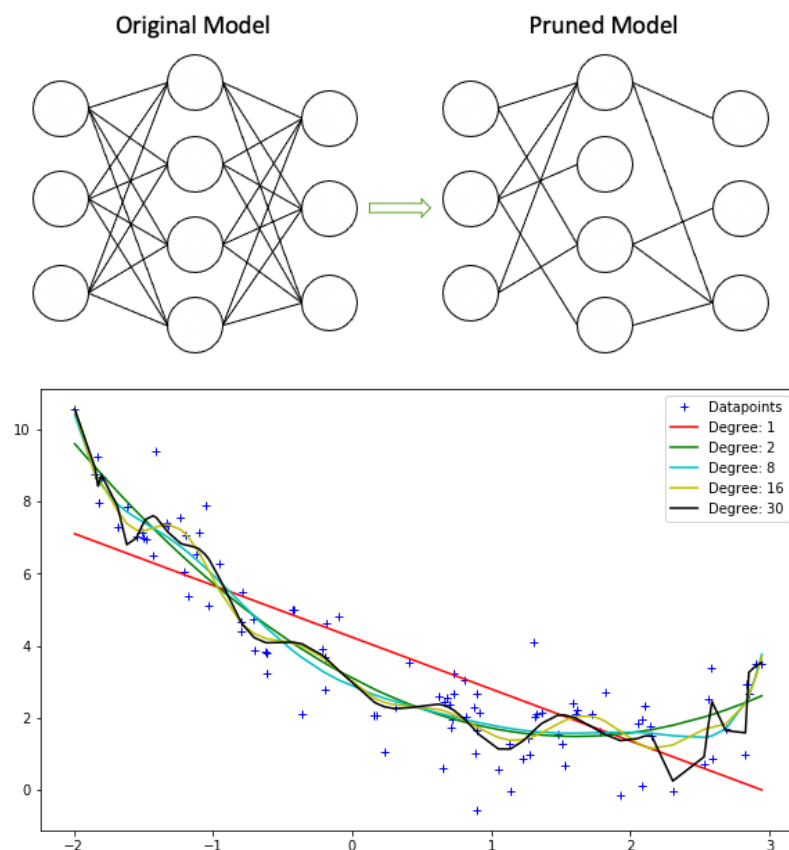 Original Model
Pruned Model
Datapoints
Degree: 1
Degree: 2
Degree: 8
Degree: 16
Degree: 30
10
8
6
4
2
0
−2
−1
0
1
2
3